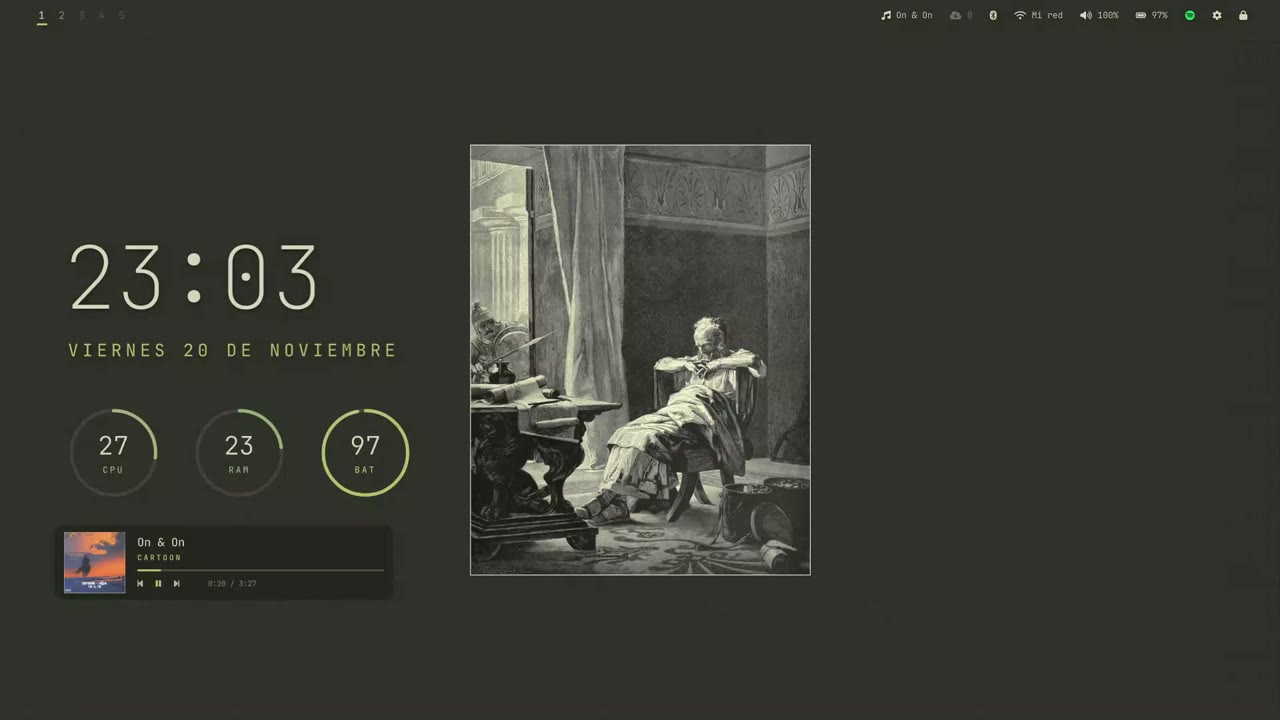 1 2 3 4 5
On & On 0 Mi red 100% 97%
23:03
VIERNES 20 DE NOVIEMBRE
27 23 97
CPU RAM BAT
On & On
CARTOON
0:20 / 3:27